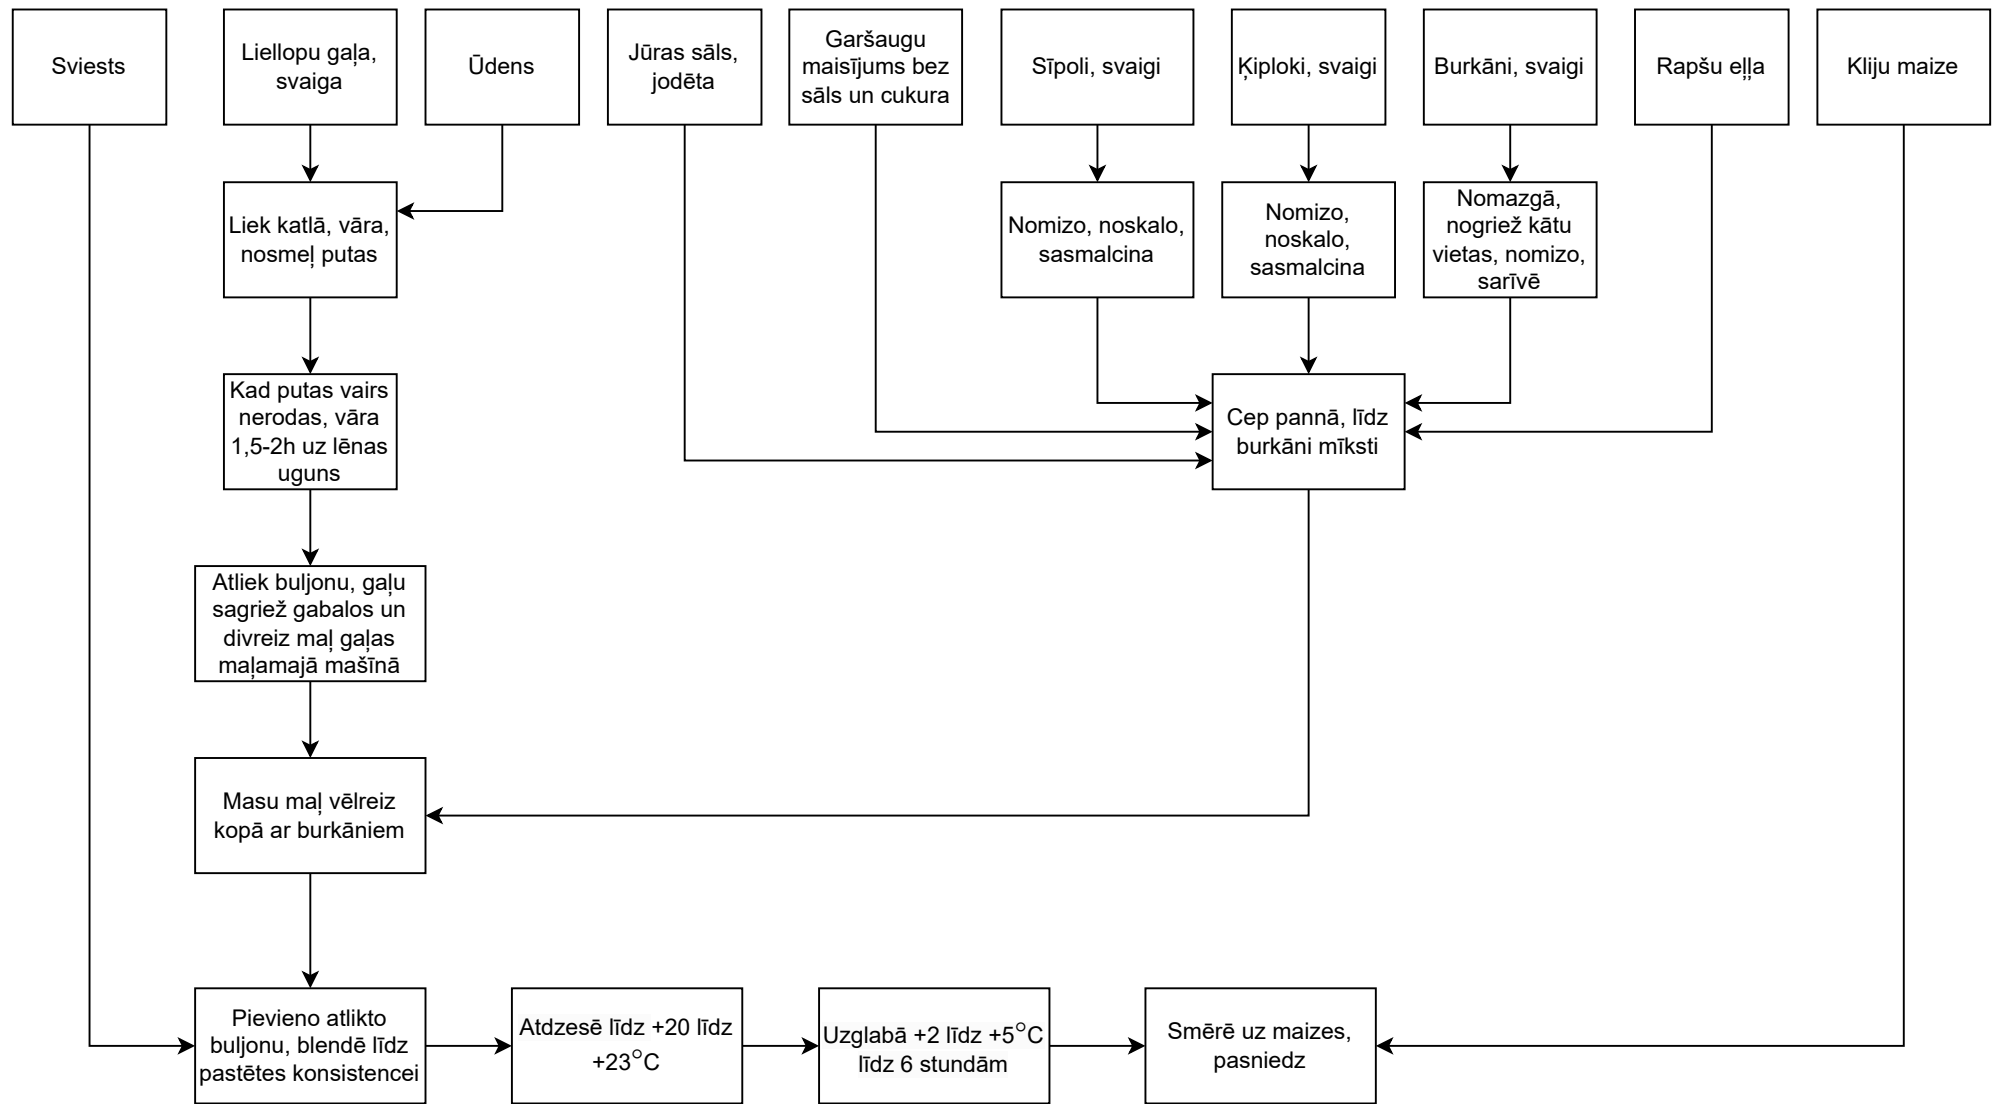 Sviests
Liellopu gaļa,
svaiga
Ūdens
Jūras sāls,
jodēta
Garšaugu
maisījums bez
sāls un cukura
Sīpoli, svaigi
Ķiploki, svaigi
Burkāni, svaigi
Rapšu eļļa
Kliju maize
Liek katlā, vāra,
nosmeļ putas
Nomizo, noskalo,
sasmalcina
Nomizo,
noskalo,
sasmalcina
Nomazgā,
nogriež kātu
vietas, nomizo,
sarīvē
Kad putas vairs
nerodas, vāra
1,5-2h uz lēnas
uguns
Cep pannā, līdz
burkāni mīksti
Atliek buljonu, gaļu
sagriež gabalos un
divreiz maļ gaļas
maļamajā mašīnā
Masu maļ vēlreiz
kopā ar burkāniem
Pievieno atlikto
buljonu, blendē līdz
pastētes konsistencei
Atdzesē līdz +20 līdz
+23°C
Uzglabā +2 līdz +5°C
līdz 6 stundām
Smērē uz maizes,
pasniedz